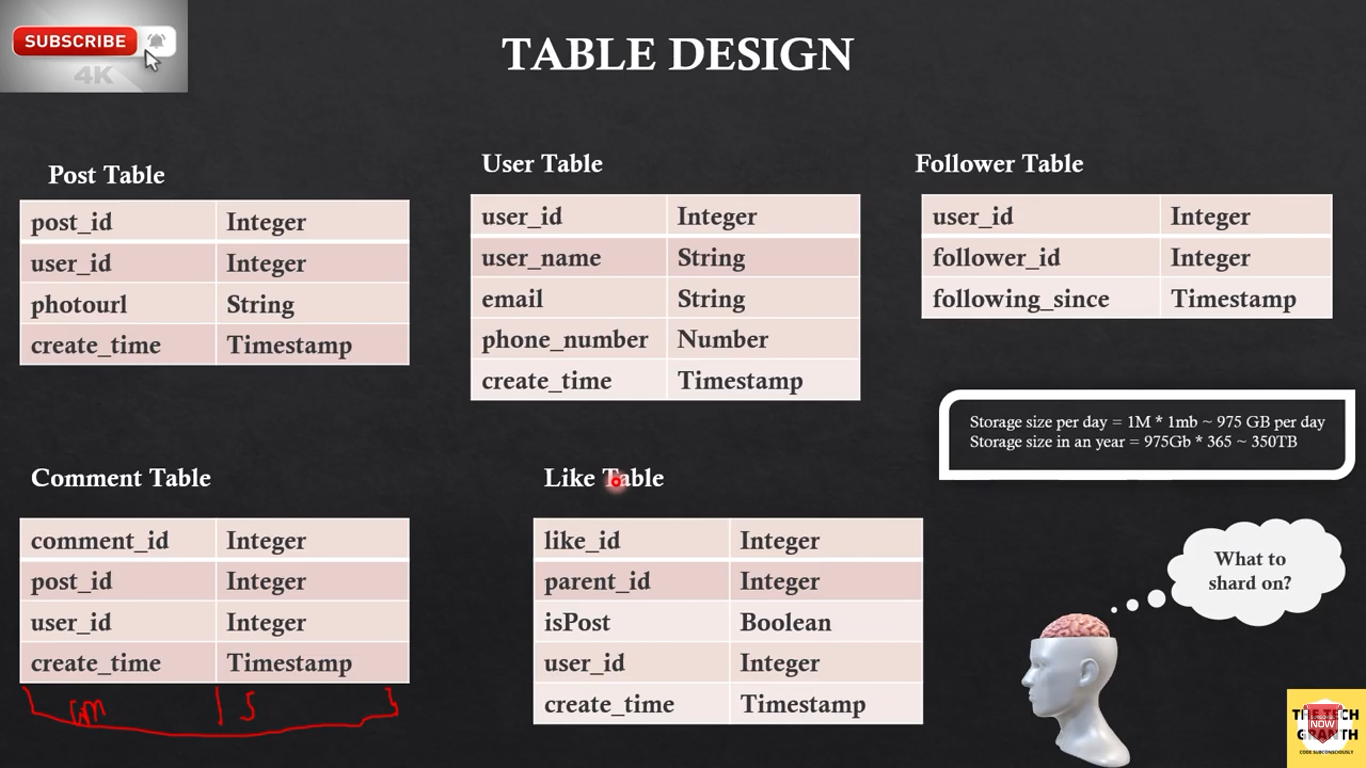 SUBSCRIBE
4K
TABLE DESIGN
Post Table
post_id Integer
user_id Integer
photourl String
create_time Timestamp
User Table
user_id Integer
user_name String
email String
phone_number Number
create_time Timestamp
Follower Table
user_id Integer
follower_id Integer
following_since Timestamp
Storage size per day = 1M * 1mb ~ 975 GB per day
Storage size in an year = 975Gb * 365 ~ 350TB
Comment Table
comment_id Integer
post_id Integer
user_id Integer
create_time Timestamp
S
Like Table
like_id Integer
parent_id Integer
isPost Boolean
user_id Integer
create_time Timestamp
What to
shard on?
THE TECH
NOW
GRANTH
CODE SUBCONSCIOUSLY